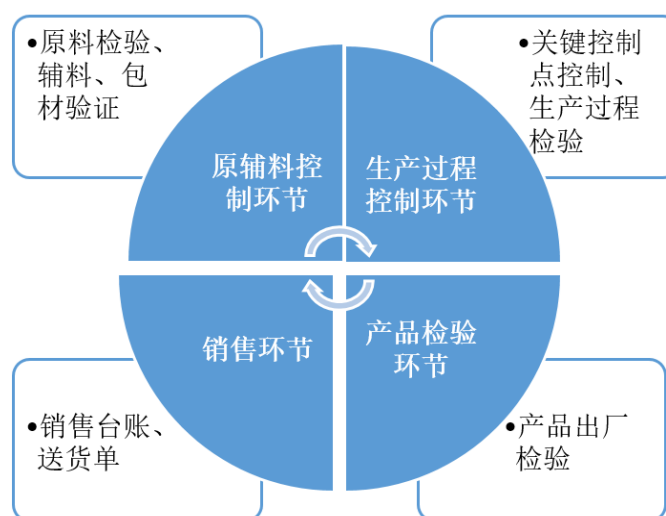 •原料检验、
辅料、包
材验证
•关键控制
点控制、
生产过程
检验
原辅料控
制环节
生产过程
控制环节
销售环节
产品检验
环节
•销售台账、
送货单
•产品出厂
检验